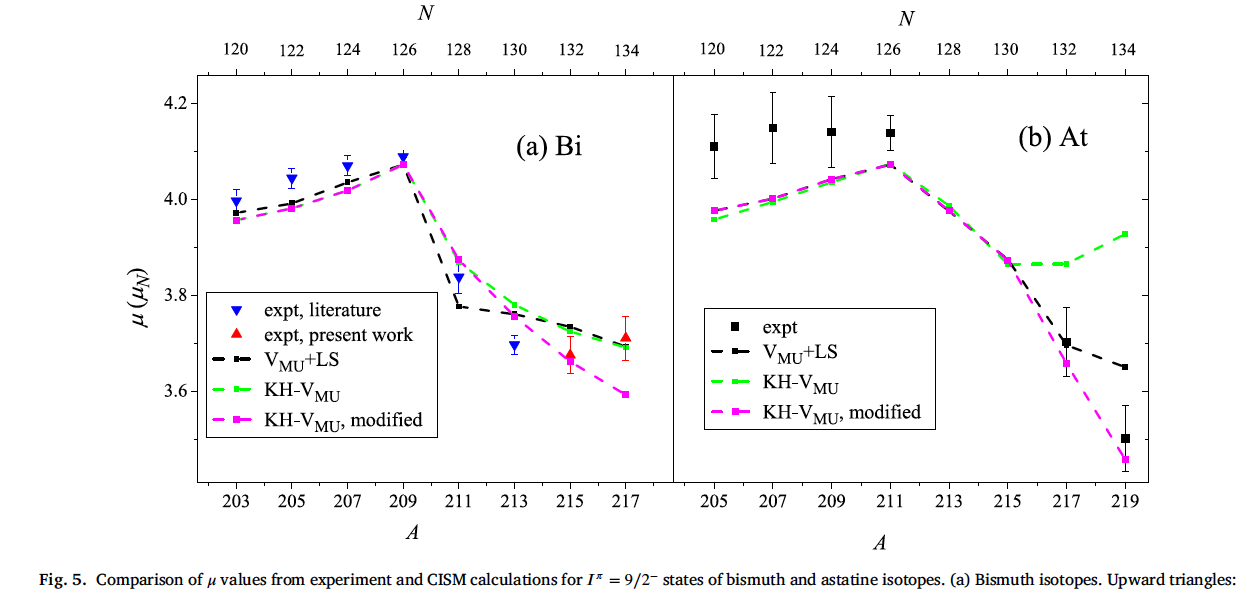 N
N
120 122 124 126 128 130 132 134
120 122 124 126 128 130 132 134
4.2
4.0
3.8
3.6
μ (μN)
(a) Bi
(b) At
expt, literature
expt, present work
VMU+LS
KH-VMU
KH-VMU, modified
expt
VMU+LS
KH-VMU
KH-VMU, modified
203 205 207 209 211 213 215 217
205 207 209 211 213 215 217 219
A
A
Fig. 5. Comparison of μ values from experiment and CISM calculations for Iπ = 9/2− states of bismuth and astatine isotopes. (a) Bismuth isotopes. Upward triangles: